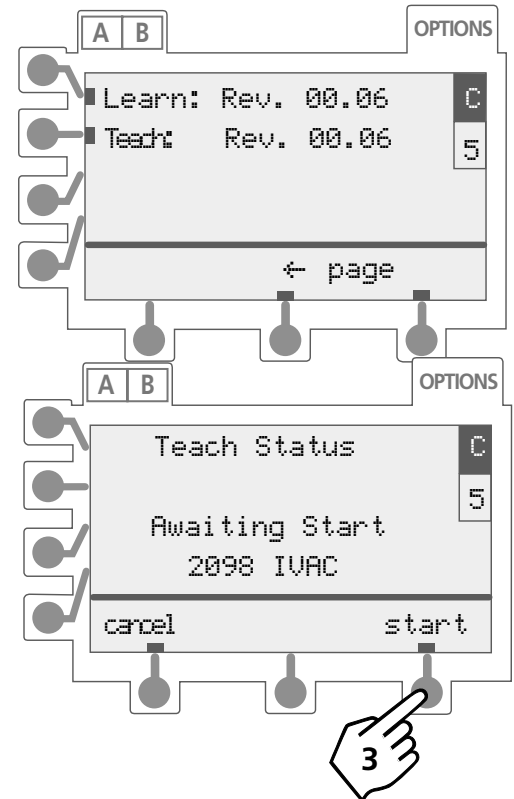 A B OPTIONS
Learn: Rev. 00.06 C
Teach: Rev. 00.06 5
← page
A B OPTIONS
Teach Status C
5
Awaiting Start
2098 IVAC
cancel start
3